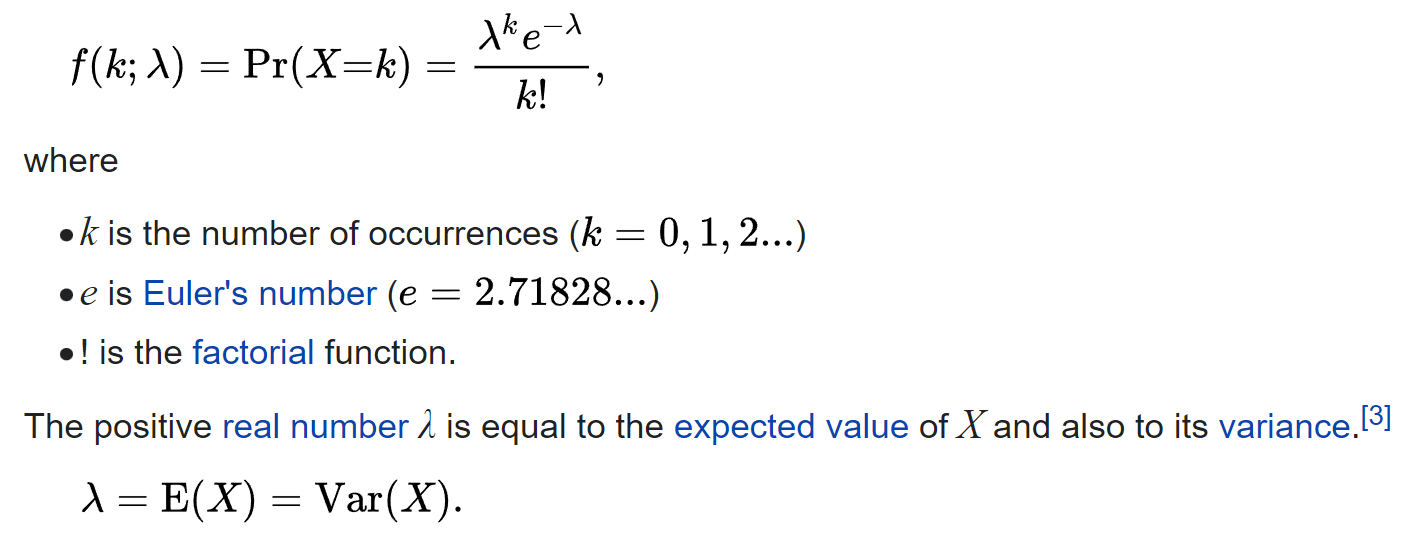 f(k; λ) = Pr(X=k) = λ^k e^{−λ} / k!,
where
• k is the number of occurrences (k = 0, 1, 2...)
• e is Euler's number (e = 2.71828...)
• ! is the factorial function.
The positive real number λ is equal to the expected value of X and also to its variance.[3]
λ = E(X) = Var(X).